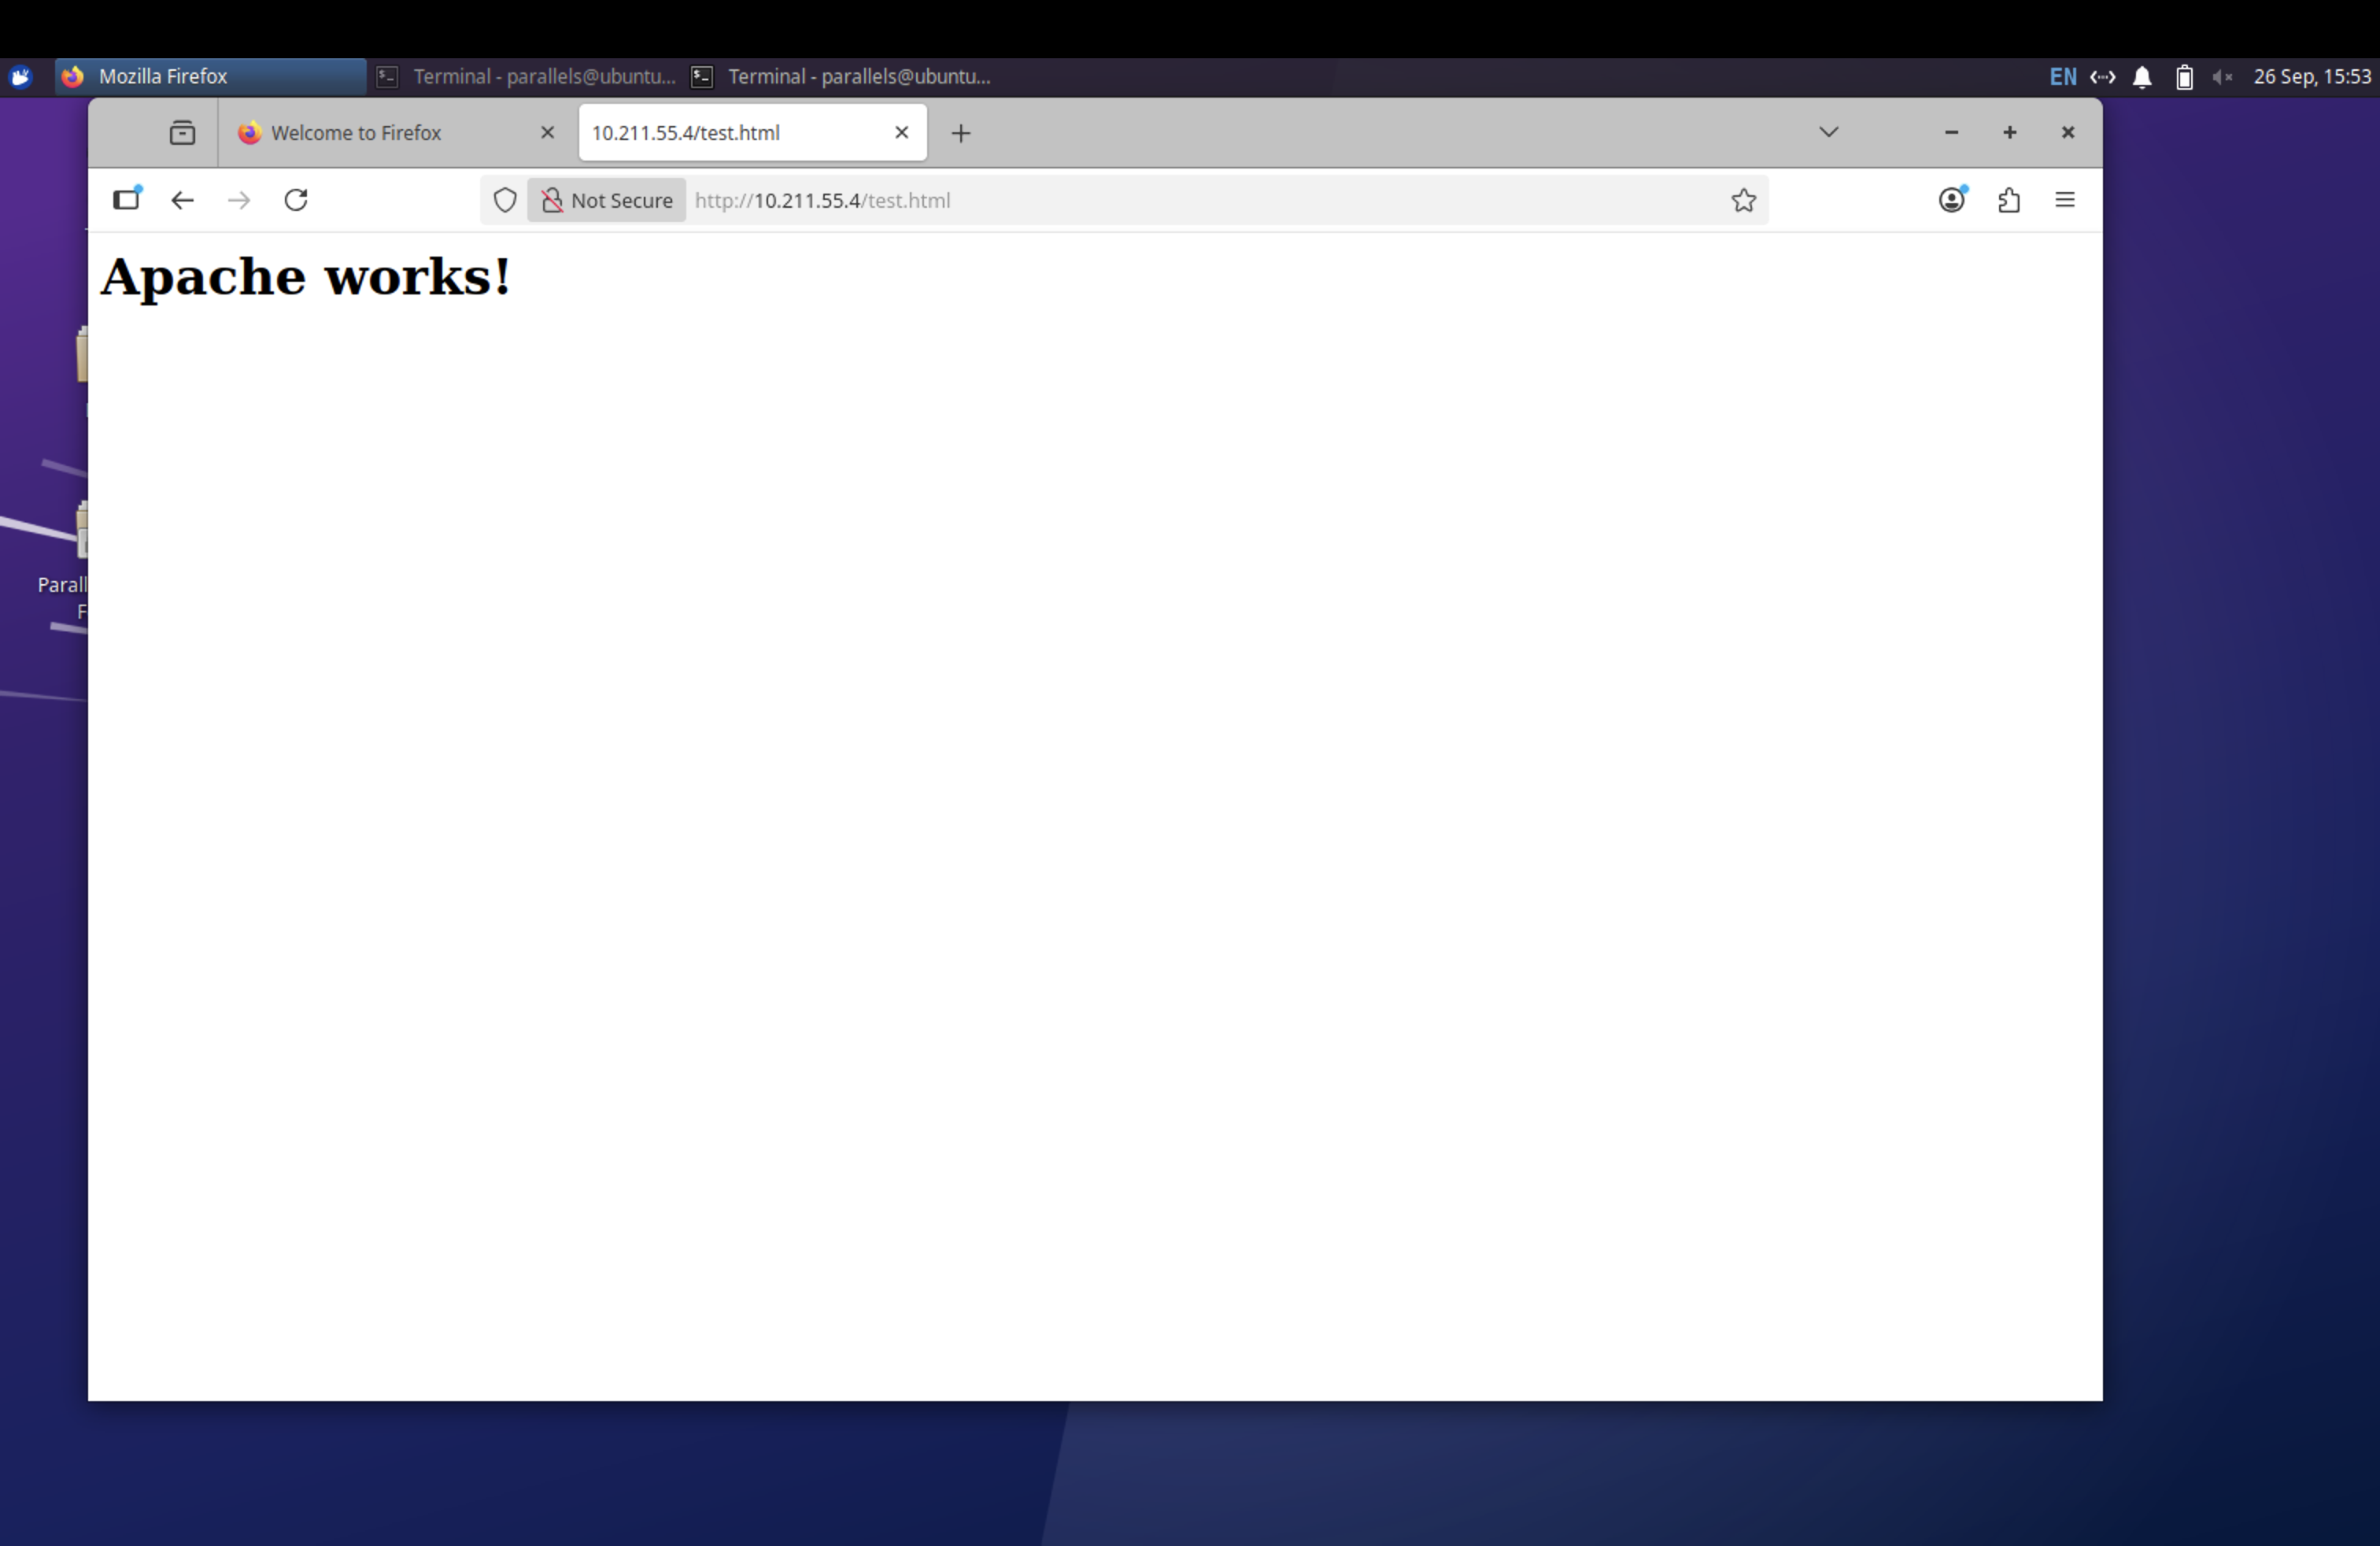 Mozilla Firefox Terminal - parallels@ubuntu... Terminal - parallels@ubuntu... EN 26 Sep, 15:53
Welcome to Firefox 10.211.55.4/test.html
Not Secure http://10.211.55.4/test.html
Apache works!
Parall
F